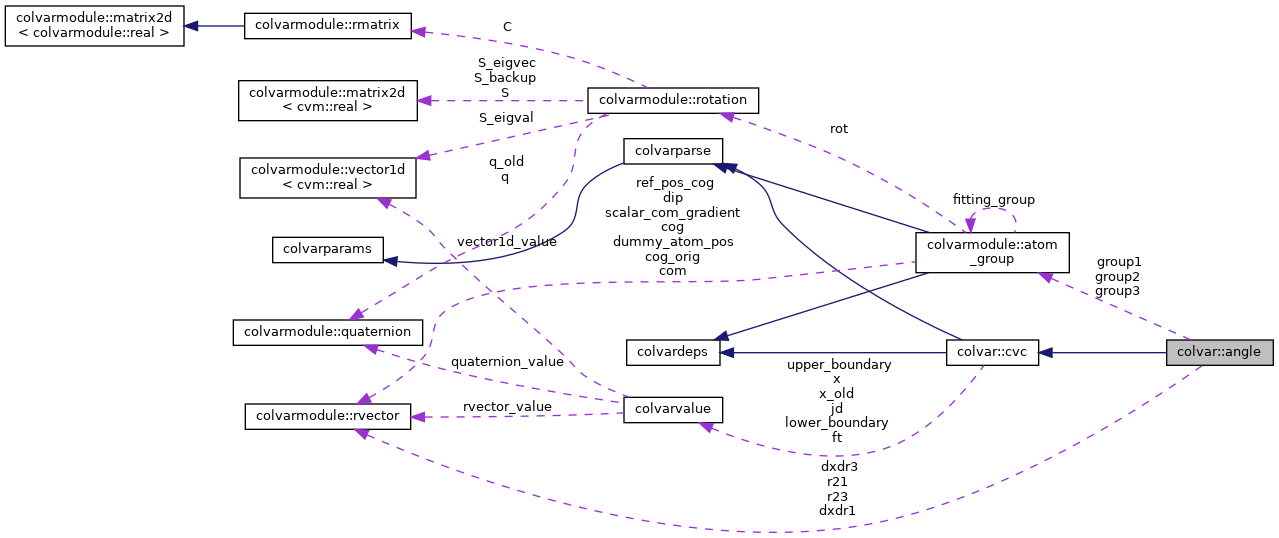 colvarmodule::matrix2d
< colvarmodule::real >
colvarmodule::rmatrix
C
S_eigvec
S_backup
S
colvarmodule::matrix2d
< cvm::real >
colvarmodule::rotation
S_eigval
rot
colvarparse
colvarmodule::vector1d
< cvm::real >
q_old
q
ref_pos_cog
dip
scalar_com_gradient
cog
dummy_atom_pos
cog_orig
com
fitting_group
colvarparams
vector1d_value
colvarmodule::atom
_group
group1
group2
group3
colvarmodule::quaternion
colvardeps
colvar::cvc
colvar::angle
quaternion_value
upper_boundary
x
x_old
jd
lower_boundary
ft
colvarmodule::rvector
rvector_value
colvarvalue
dxdr3
r21
r23
dxdr1